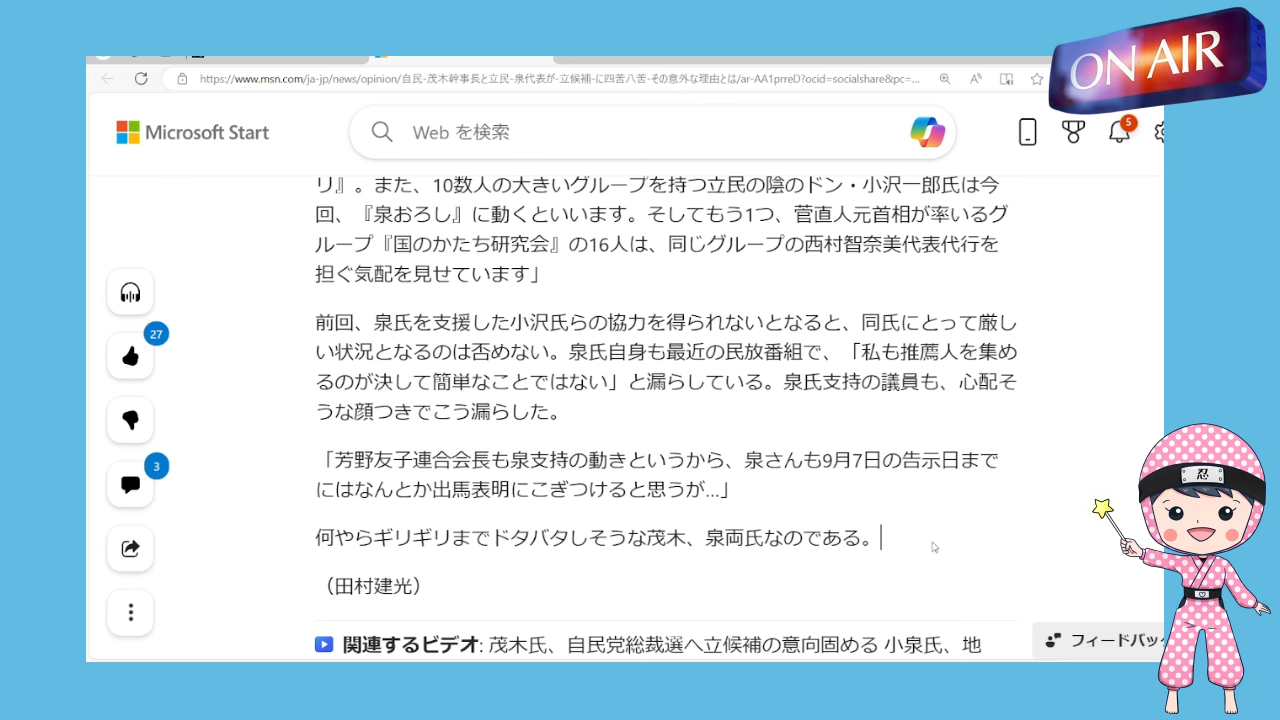 ON AIR
https://www.msn.com/ja-jp/news/opinion/自民-茂木幹事長と立民-泉代表が-立候補-に四苦八苦-その意外な理由とは/ar-AA1prreD?ocid=socialshare&pc=...
Microsoft Start
Web を検索
5
リ』。また、10数人の大きいグループを持つ立民の陰のドン・小沢一郎氏は今
回、『泉おろし』に動くといいます。そしてもう1つ、菅直人元首相が率いるグ
ループ『国のかたち研究会』の16人は、同じグループの西村智奈美代表代行を
担ぐ気配を見せています」
27
前回、泉氏を支援した小沢氏らの協力を得られないとなると、同氏にとって厳し
い状況となるのは否めない。泉氏自身も最近の民放番組で、「私も推薦人を集め
るのが決して簡単なことではない」と漏らしている。泉氏支持の議員も、心配そ
うな顔つきでこう漏らした。
3
「芳野友子連合会長も泉支持の動きというから、泉さんも9月7日の告示日まで
にはなんとか出馬表明にこぎつけると思うが...」
忍
何やらギリギリまでドタバタしそうな茂木、泉両氏なのである。
（田村建光）
関連するビデオ: 茂木氏、自民党総裁選へ立候補の意向固める 小泉氏、地
フィードバッ